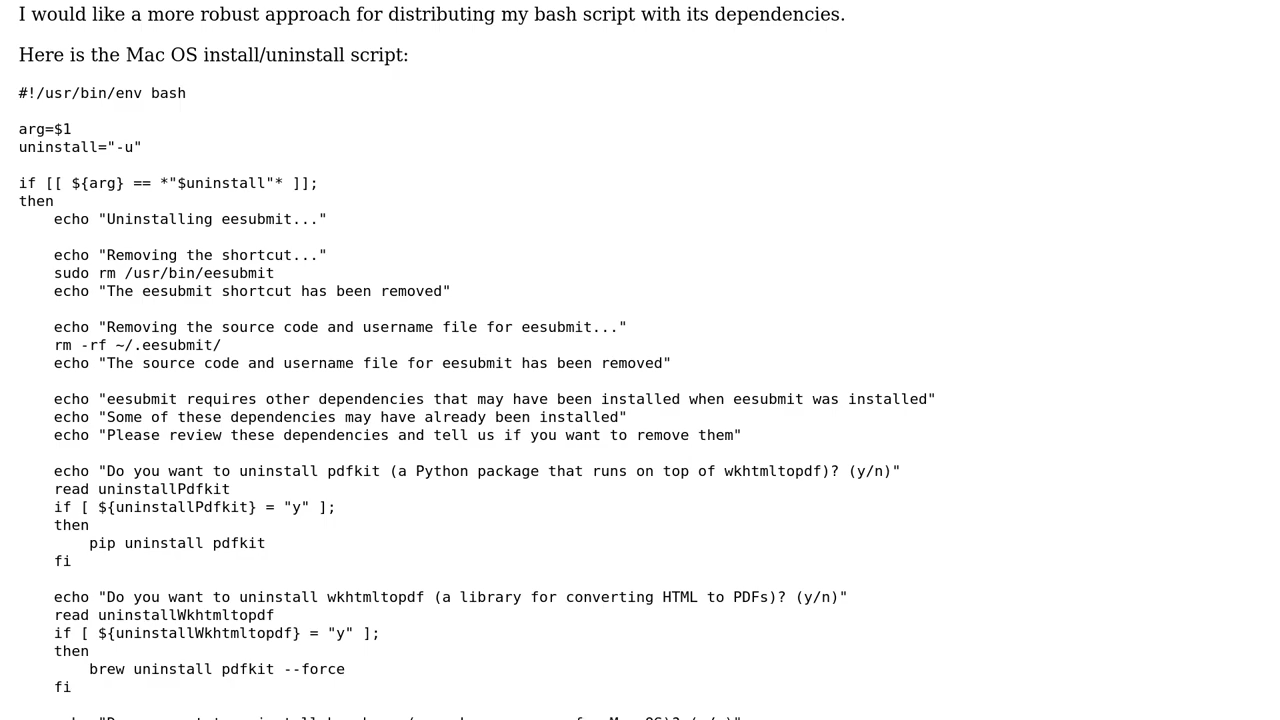 I would like a more robust approach for distributing my bash script with its dependencies.
Here is the Mac OS install/uninstall script:
#!/usr/bin/env bash
arg=$1
uninstall="-u"
if [[ ${arg} == *"$uninstall"* ]];
then
    echo "Uninstalling eesubmit..."
    echo "Removing the shortcut..."
    sudo rm /usr/bin/eesubmit
    echo "The eesubmit shortcut has been removed"
    echo "Removing the source code and username file for eesubmit..."
    rm -rf ~/.eesubmit/
    echo "The source code and username file for eesubmit has been removed"
    echo "eesubmit requires other dependencies that may have been installed when eesubmit was installed"
    echo "Some of these dependencies may have already been installed"
    echo "Please review these dependencies and tell us if you want to remove them"
    echo "Do you want to uninstall pdfkit (a Python package that runs on top of wkhtmltopdf)? (y/n)"
    read uninstallPdfkit
    if [ ${uninstallPdfkit} = "y" ];
    then
        pip uninstall pdfkit
    fi
    echo "Do you want to uninstall wkhtmltopdf (a library for converting HTML to PDFs)? (y/n)"
    read uninstallWkhtmltopdf
    if [ ${uninstallWkhtmltopdf} = "y" ];
    then
        brew uninstall pdfkit --force
    fi